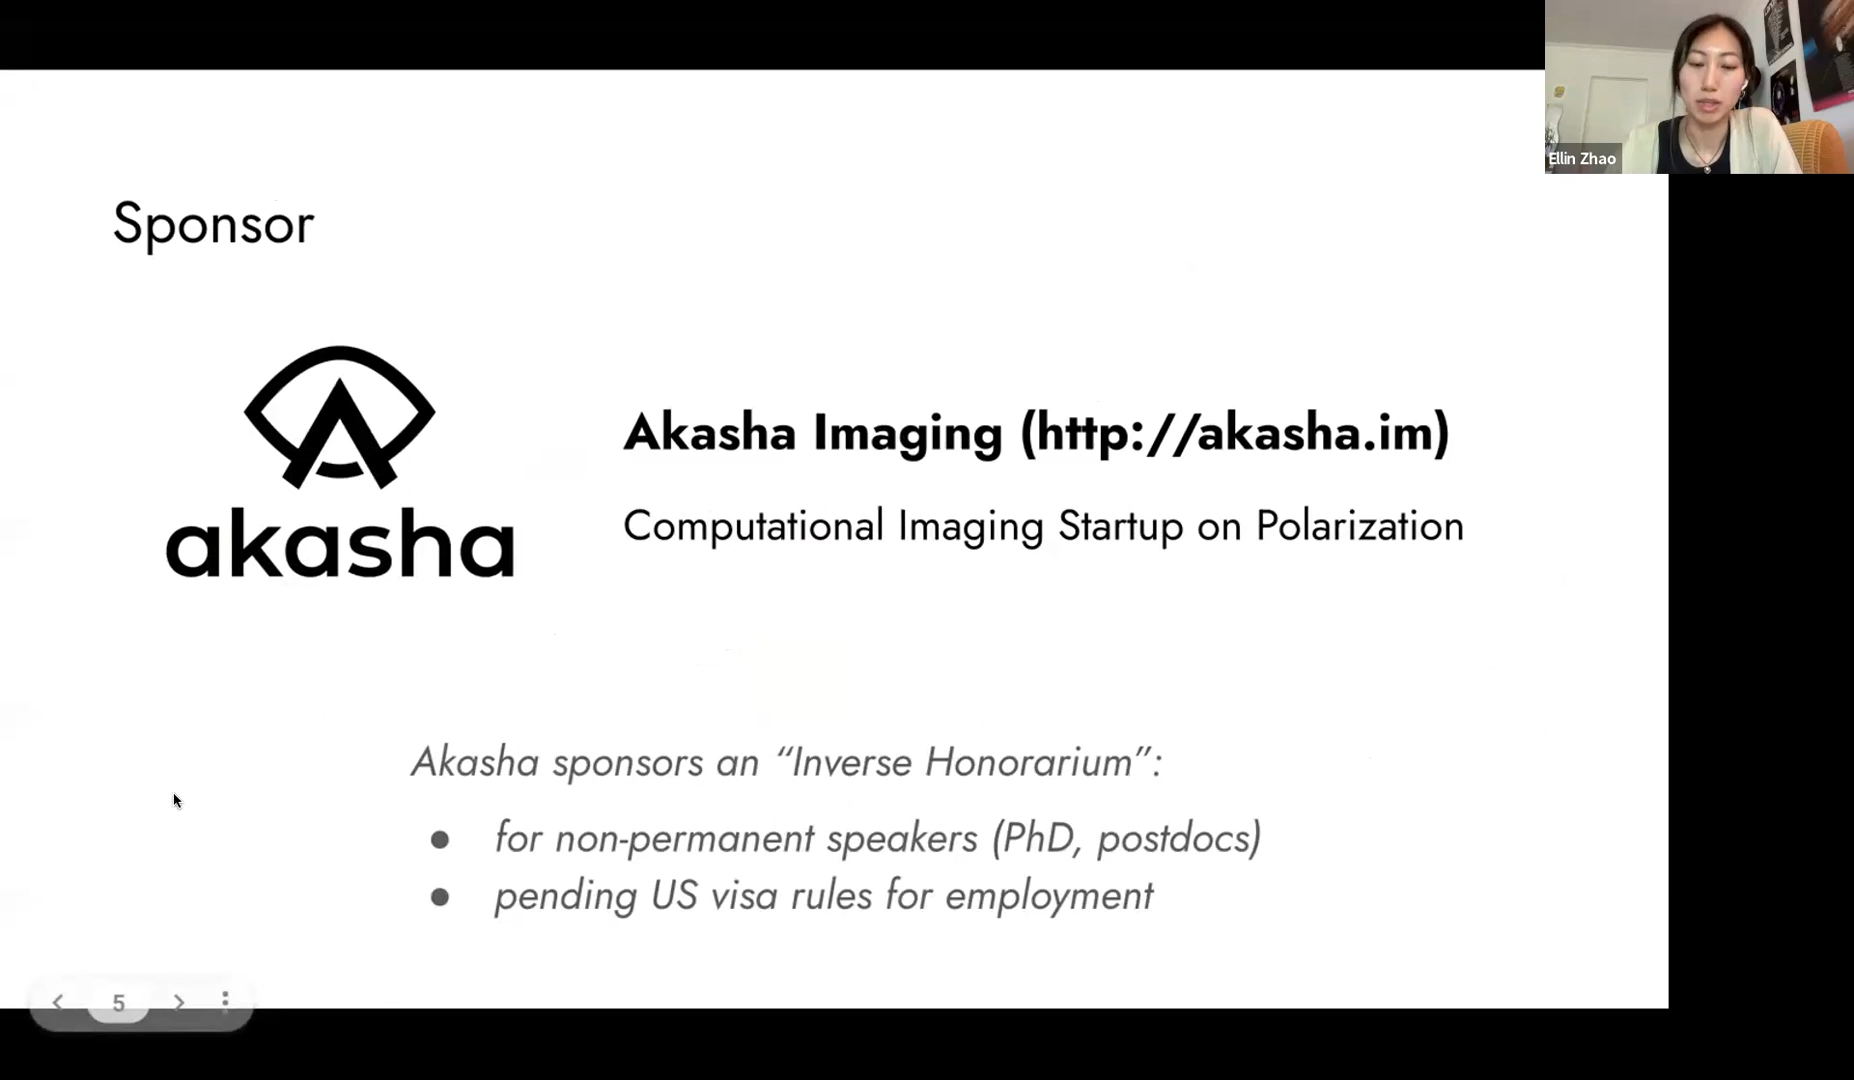 Ellin Zhao
Sponsor
akasha
Akasha Imaging (http://akasha.im)
Computational Imaging Startup on Polarization
Akasha sponsors an “Inverse Honorarium”:
● for non-permanent speakers (PhD, postdocs)
● pending US visa rules for employment
5